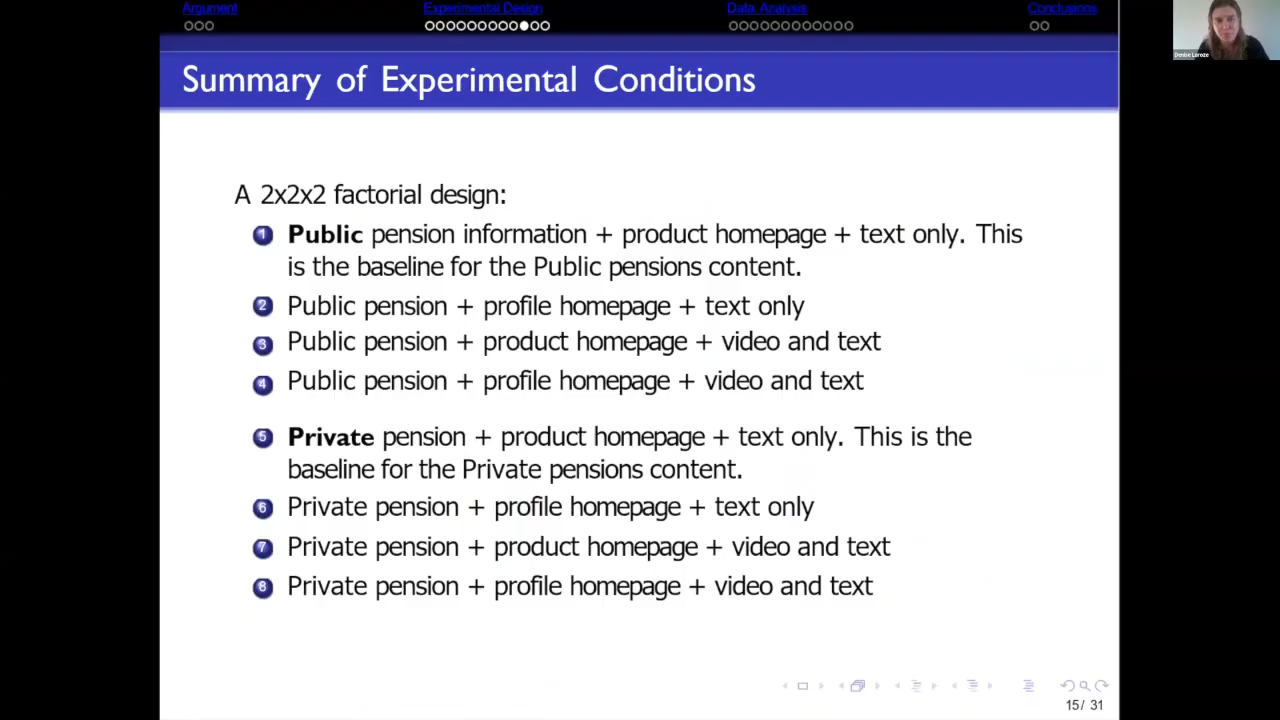 Argument Experimental Design Data Analysis Conclusions
Denise Laroze
Summary of Experimental Conditions
A 2x2x2 factorial design:
1 Public pension information + product homepage + text only. This
is the baseline for the Public pensions content.
2 Public pension + profile homepage + text only
3 Public pension + product homepage + video and text
4 Public pension + profile homepage + video and text
5 Private pension + product homepage + text only. This is the
baseline for the Private pensions content.
6 Private pension + profile homepage + text only
7 Private pension + product homepage + video and text
8 Private pension + profile homepage + video and text
15/ 31